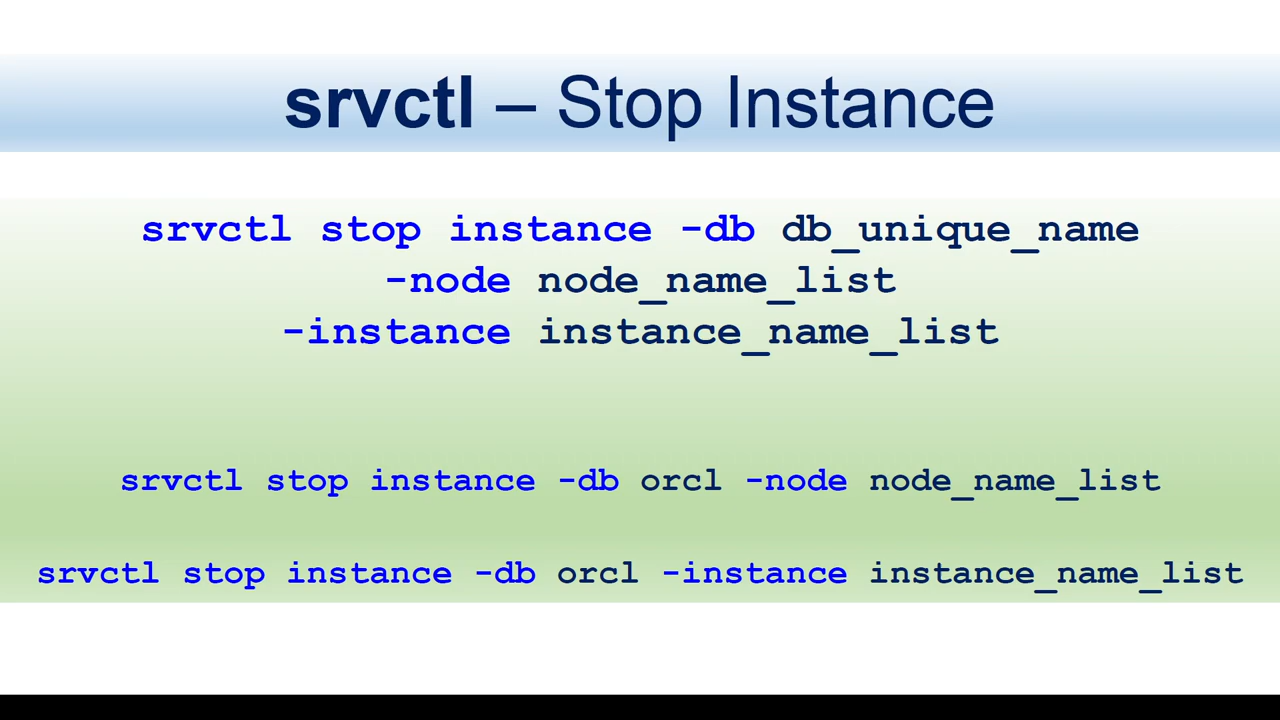 srvctl – Stop Instance
srvctl stop instance -db db_unique_name
-node node_name_list
-instance instance_name_list
srvctl stop instance -db orcl -node node_name_list
srvctl stop instance -db orcl -instance instance_name_list